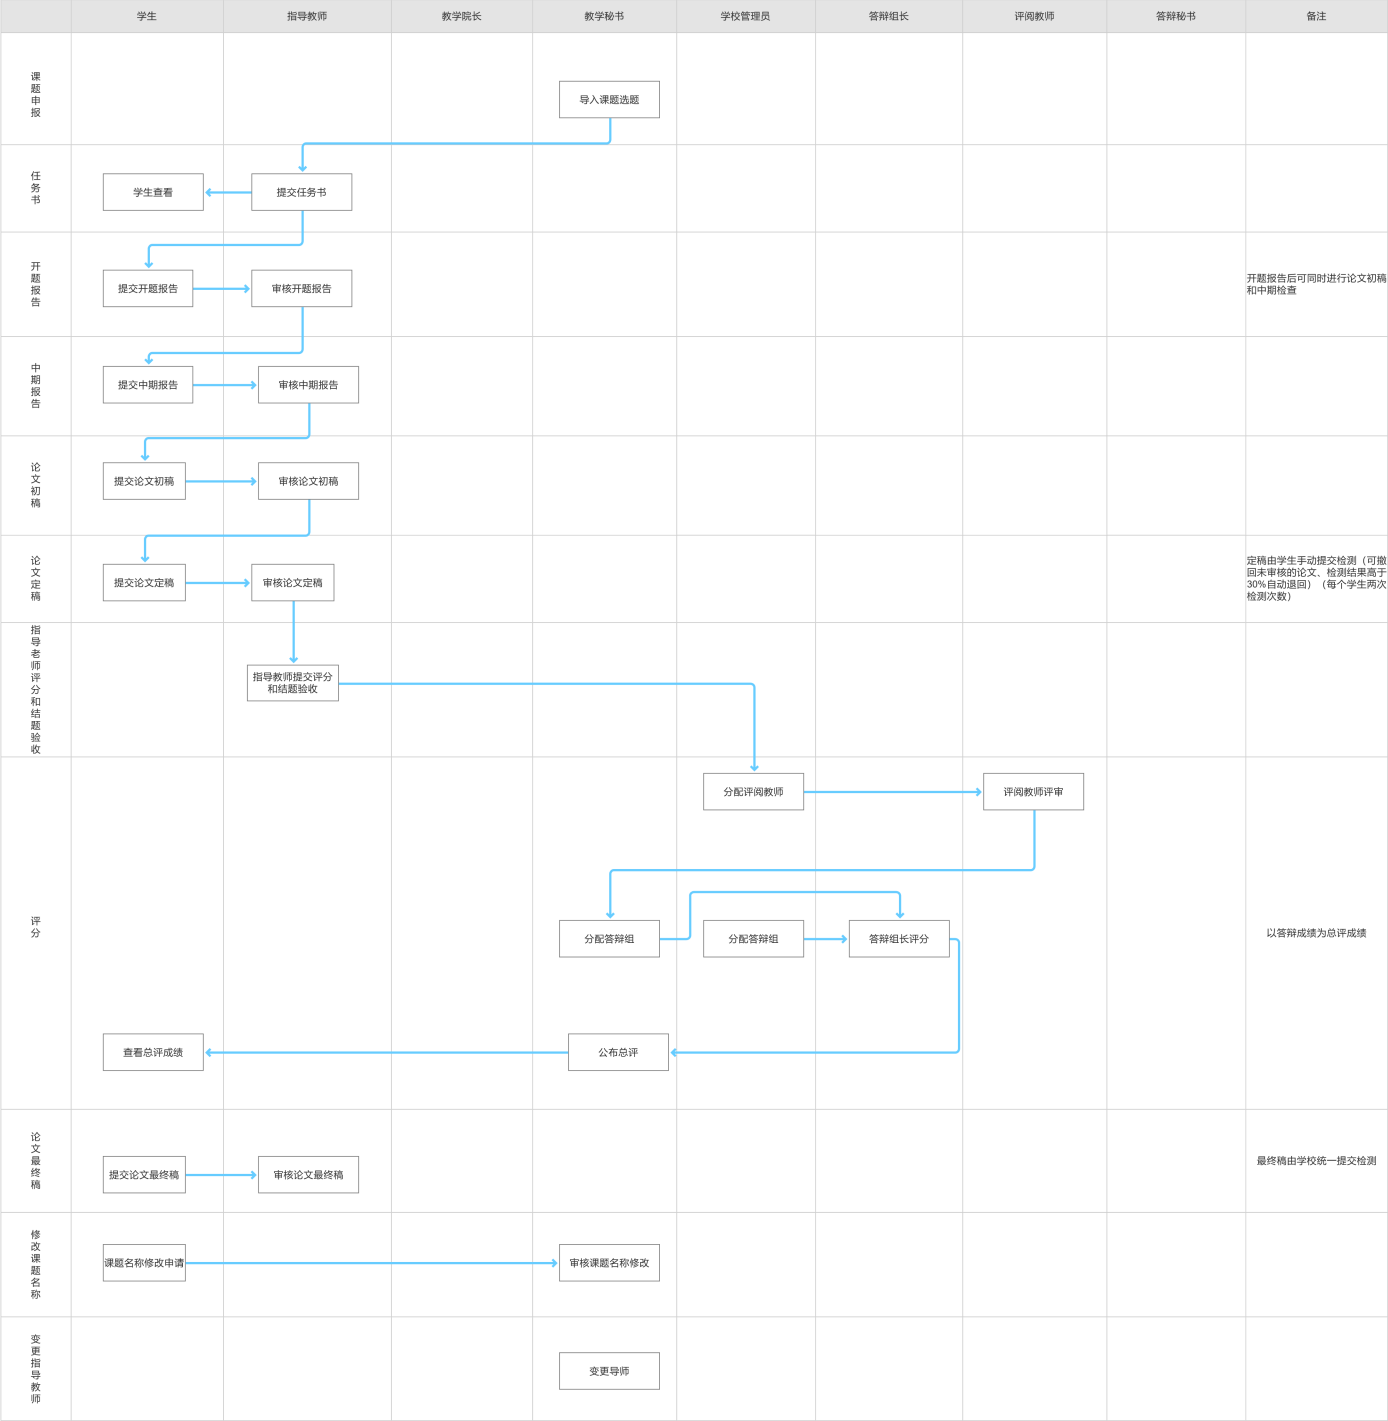 学生
指导教师
教学院长
教学秘书
学校管理员
答辩组长
评阅教师
答辩秘书
备注
课题申报
导入课题选题
任务书
学生查看
提交任务书
开题报告
提交开题报告
审核开题报告
开题报告后可同时进行论文初稿
和中期检查
中期报告
提交中期报告
审核中期报告
论文初稿
提交论文初稿
审核论文初稿
论文定稿
提交论文定稿
审核论文定稿
定稿由学生手动提交检测（可撤
回未审核的论文、检测结果高于
30%自动退回）（每个学生两次
检测次数）
指导老师评分和结题验收
指导教师提交评分
和结题验收
评分
分配评阅教师
评阅教师评审
分配答辩组
分配答辩组
答辩组长评分
以答辩成绩为总评成绩
查看总评成绩
公布总评
论文最终稿
提交论文最终稿
审核论文最终稿
最终稿由学校统一提交检测
修改课题名称
课题名称修改申请
审核课题名称修改
变更指导教师
变更导师